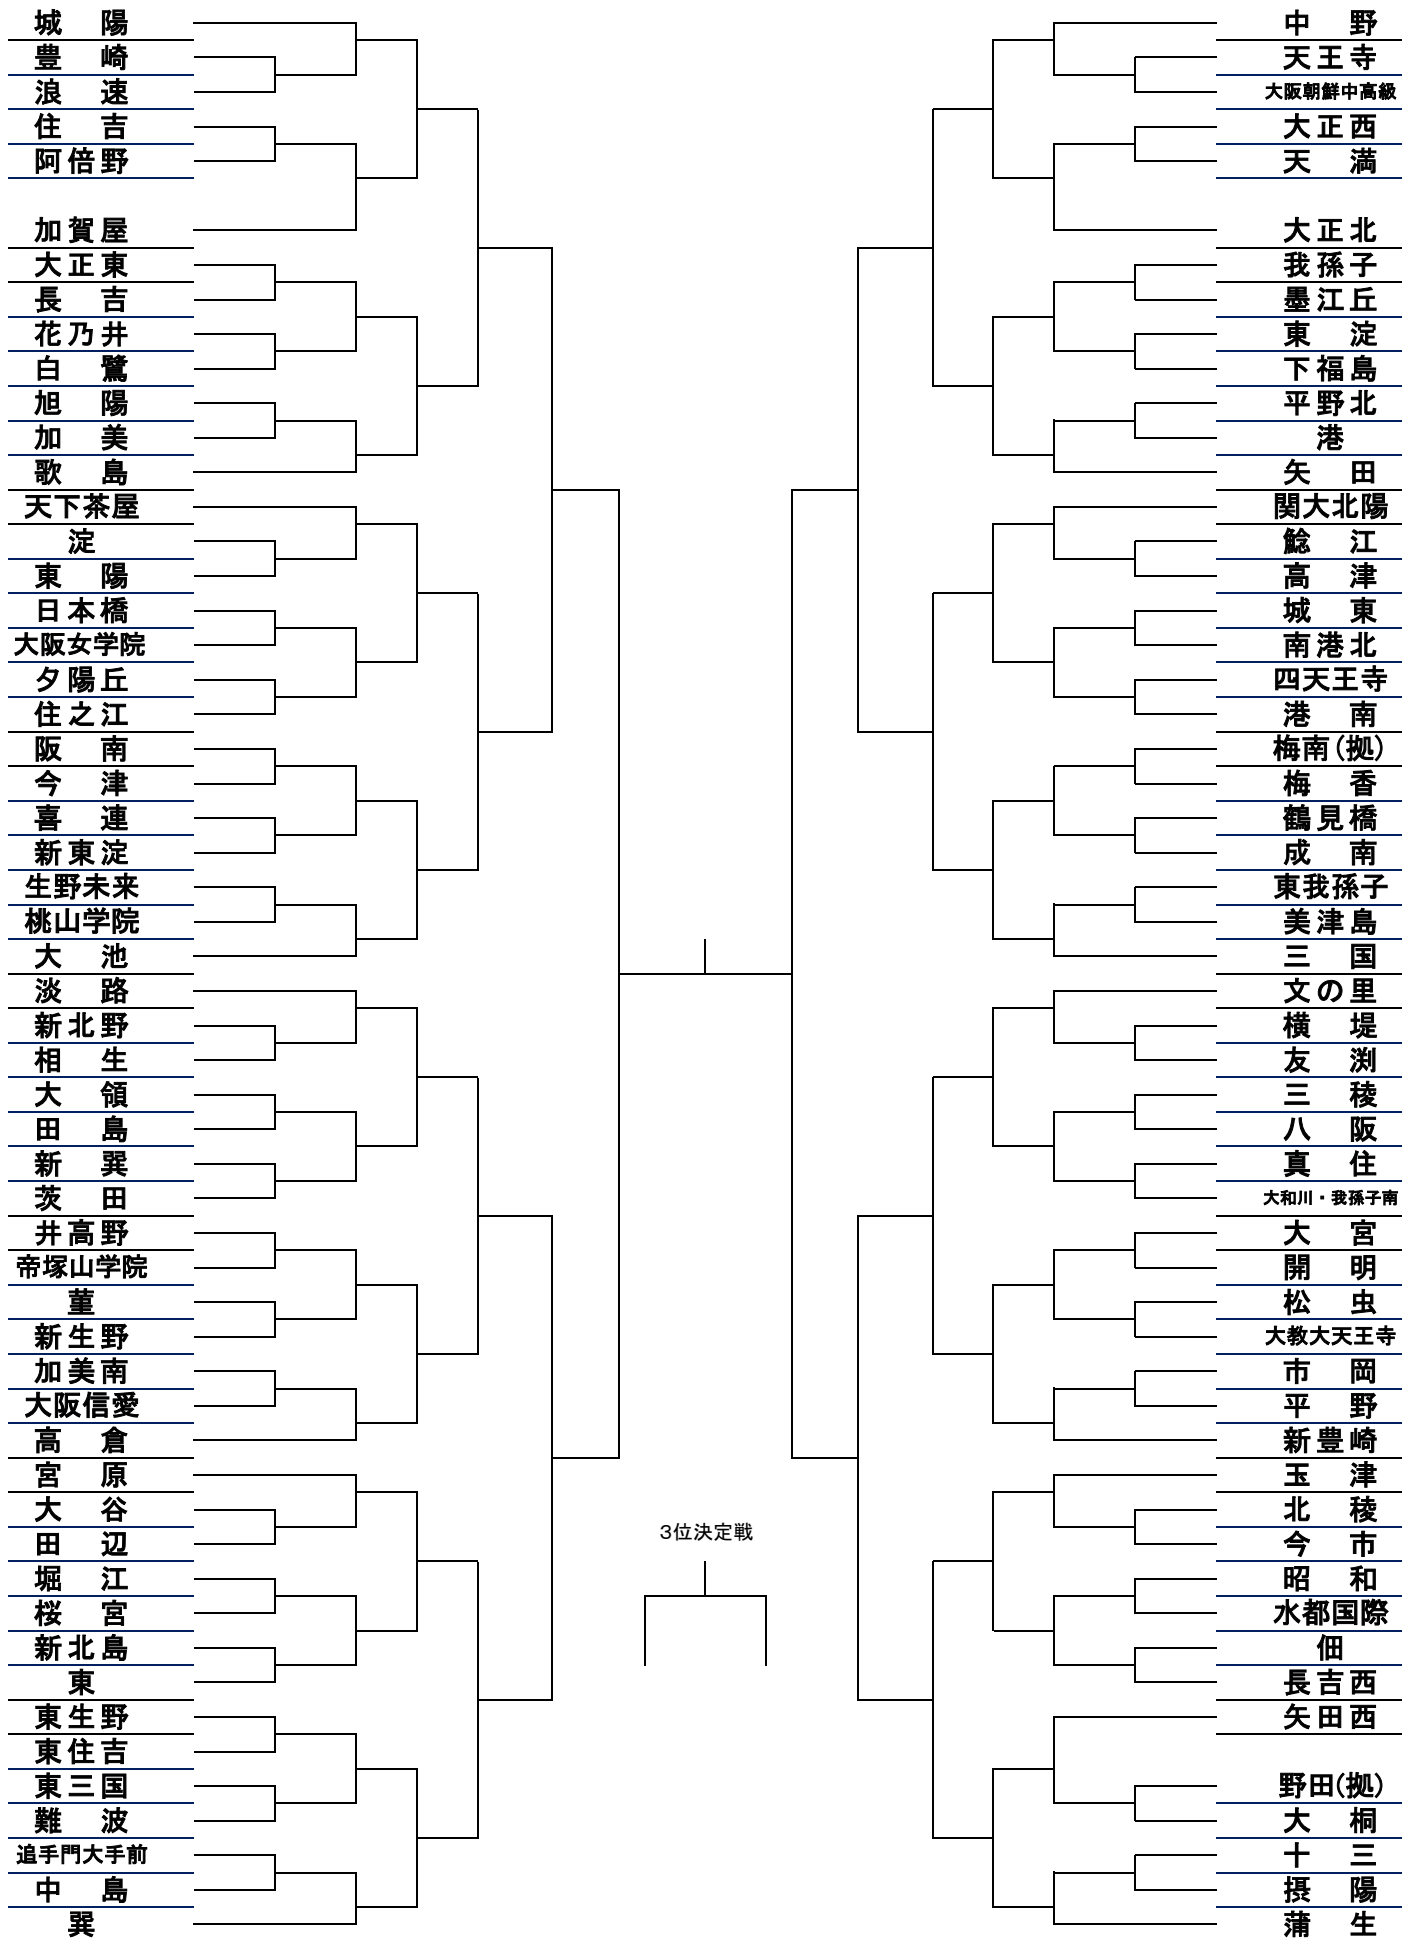 城陽
豊崎
浪速
住吉
阿倍野
加賀屋
大正東
長吉
花乃井
白鷺
旭陽
加美
歌島
天下茶屋
淀
東陽
日本橋
大阪女学院
夕陽丘
住之江
阪南
今津
喜連
新東淀
生野未来
桃山学院
大池
淡路
新北野
相生
大領
田島
新巽
茨田
井高野
帝塚山学院
菫
新生野
加美南
大阪信愛
高倉
宮原
大谷
田辺
堀江
桜宮
新北島
東
東生野
東住吉
東三国
難波
追手門大手前
中島
巽
3位決定戦
中野
天王寺
大阪朝鮮中高級
大正西
天満
大正北
我孫子
墨江丘
東淀
下福島
平野北
港
矢田
関大北陽
鯰江
高津
城東
南港北
四天王寺
港南
梅南（拠）
梅香
鶴見橋
成南
東我孫子
美津島
三国
文の里
横堤
友渕
三稜
八阪
真住
大和川・我孫子南
大宮
開明
松虫
大教大天王寺
市岡
平野
新豊崎
玉津
北稜
今市
昭和
水都国際
佃
長吉西
矢田西
野田（拠）
大桐
十三
摂陽
蒲生